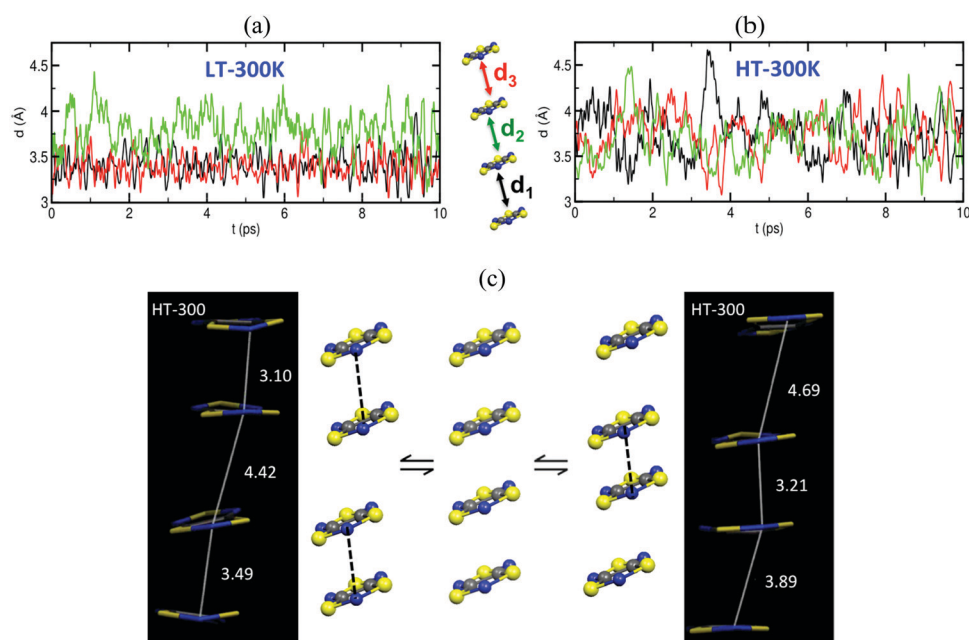 (a)
LT-300K
d (Å)
4.5
4
3.5
3
0
2
4
6
8
10
t (ps)
d₃
d₂
d₁
(b)
HT-300K
d (Å)
4.5
4
3.5
3
0
2
4
6
8
10
t (ps)
(c)
HT-300
3.10
4.42
3.49
HT-300
4.69
3.21
3.89